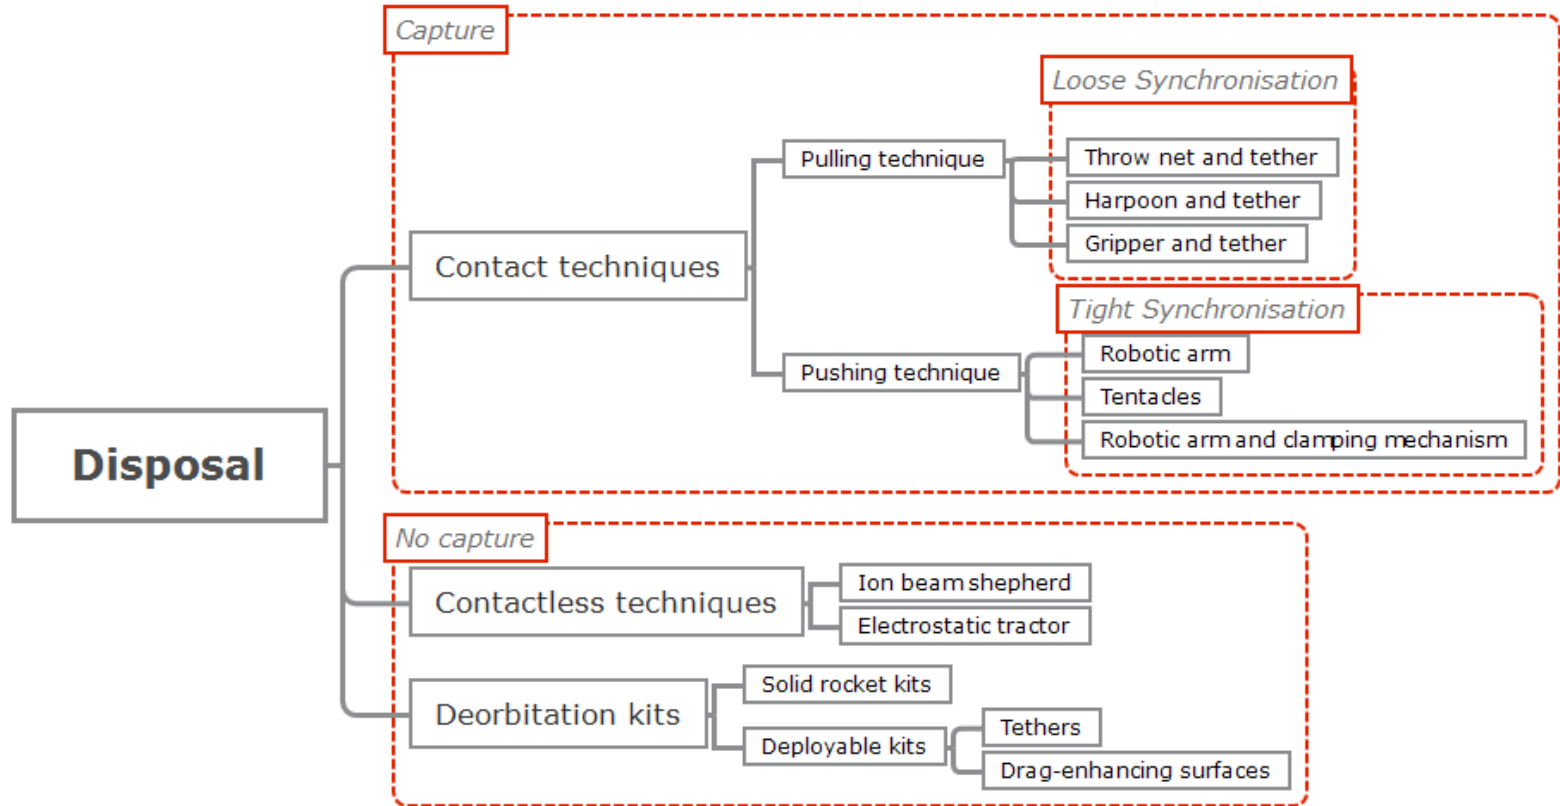 Capture
Loose Synchronisation
Pulling technique
Throw net and tether
Harpoon and tether
Gripper and tether
Contact techniques
Tight Synchronisation
Pushing technique
Robotic arm
Tentacles
Robotic arm and clamping mechanism
Disposal
No capture
Contactless techniques
Ion beam shepherd
Electrostatic tractor
Deorbitation kits
Solid rocket kits
Deployable kits
Tethers
Drag-enhancing surfaces